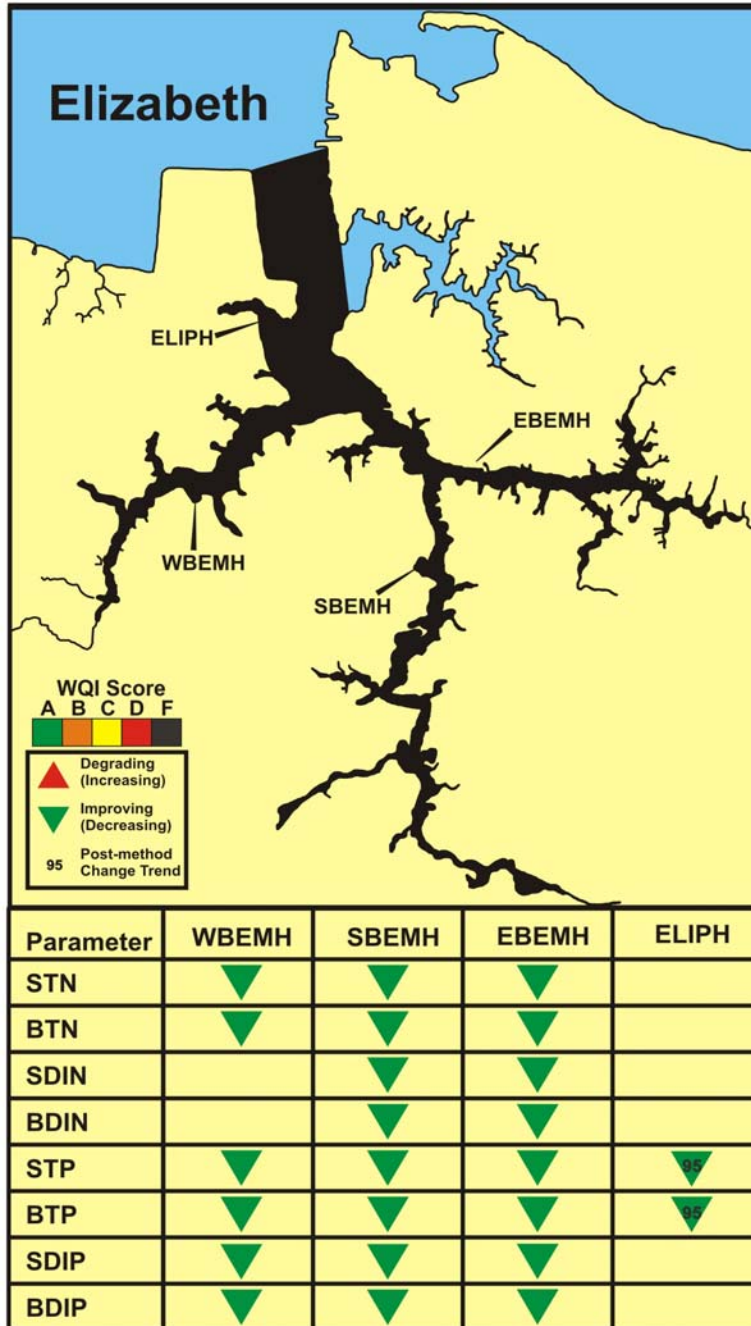 Elizabeth
ELIPH
EBEMH
WBEMH
SBEMH
WQI Score
A B C D F
Degrading
(Increasing)
Improving
(Decreasing)
95 Post-method
Change Trend
Parameter WBEMH SBEMH EBEMH ELIPH
STN
BTN
SDIN
BDIN
STP 95
BTP 95
SDIP
BDIP